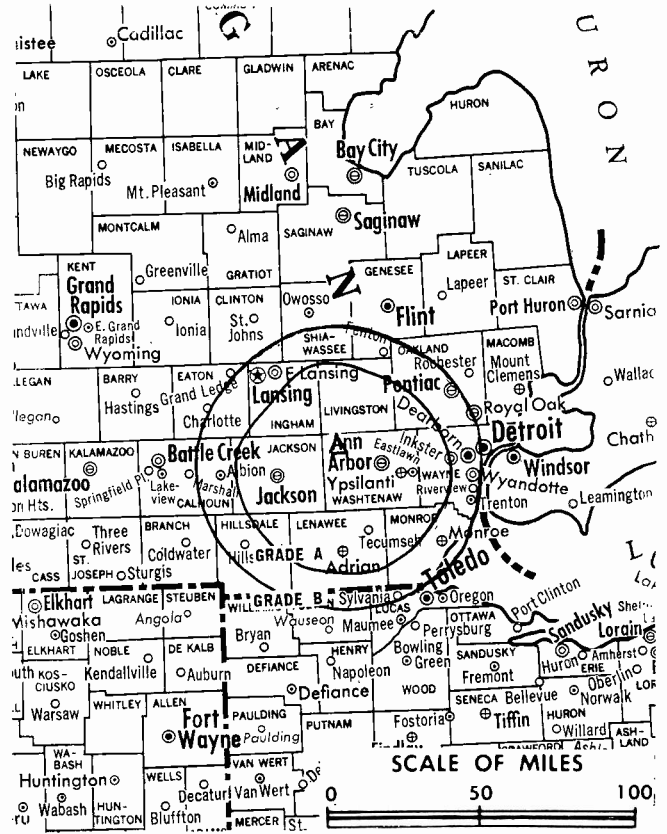 Cadillac
U
R
O
N
G
A
N
LAKE
OSCEOLA
CLARE
GLADWIN
ARENAC
HURON
BAY
NEWAYGO
MECOSTA
ISABELLA
MID-
LAND
Bay City
Big Rapids
Mt. Pleasant
Midland
TUSCOLA
SANILAC
MONTCALM
Alma
SAGINAW
Saginaw
KENT
Greenville
GRATIOT
GENESEE
LAPEER
Lapeer
ST. CLAIR
Grand
Rapids
IONIA
CLINTON
Owosso
Flint
Port Huron
Sarnia
E. Grand
Rapids
Ionia
St.
Johns
Wyoming
SHIA-
WASSEE
Fenton
OAKLAND
MACOMB
BARRY
EATON
E Lansing
Rochester
Mount
Clemens
Hastings
Grand Ledge
Lansing
Pontiac
Charlotte
INGHAM
LIVINGSTON
Dearborn
Royal Oak
Detroit
KALAMAZOO
Battle Creek
JACKSON
Ann
Arbor
Eastlawn
Inkster
Windsor
Springfield Pl.
Lake-
view
Marshall
Albion
Jackson
Ypsilanti
WAYNE
Wyandotte
CALHOUN
WASHTENAW
Riverview
Trenton
Leamington
Dowagiac
Three
Rivers
BRANCH
Coldwater
HILLSDALE
LENAWEE
MONROE
Tecumseh
Monroe
CASS
ST.
JOSEPH
Sturgis
GRADE A
Adrian
Toledo
Elkhart
LAGRANGE
STEUBEN
GRADE B
Sylvania
Oregon
Port Clinton
Mishawaka
Angola
Wauseon
LUCAS
Maumee
Perrysburg
OTTAWA
Sandusky
Lorain
Goshen
ELKHART
NOBLE
DE KALB
Bryan
HENRY
Bowling
Green
SANDUSKY
Huron
Amherst
ERIE
KOS-
CIUSKO
Kendallville
Auburn
DEFIANCE
Napoleon
WOOD
Fremont
Oberlin
Warsaw
WHITLEY
ALLEN
Defiance
SENECA
Bellevue
Norwalk
Fort
Wayne
PAULDING
Paulding
PUTNAM
Fostoria
Tiffin
HURON
Willard
ASH-
LAND
WA-
BASH
Findlay
Huntington
WELLS
VAN WERT
SCALE OF MILES
Wabash
HUN-
TINGTON
Decatur
Van Wert
0
50
100
Bluffton
MERCER
St.